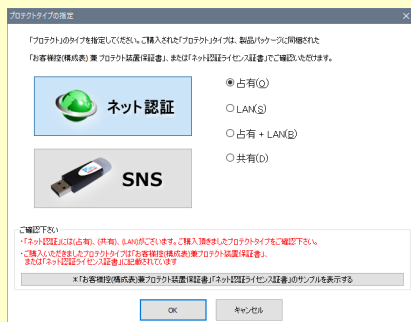 プロテクトタイプの指定
「プロテクト」のタイプを指定してください。ご購入された「プロテクト」タイプは、製品パッケージに同梱された
「お客様控(構成表) 兼 プロテクト装置保証書」、または「ネット認証ライセンス証書」でご確認いただけます。
ネット認証
SNS
占有(O)
LAN(S)
占有 + LAN(B)
共有(D)
ご確認下さい
・「ネット認証」には(占有)、(共有)、(LAN)がございます。ご購入頂きましたプロテクトタイプをご確認下さい。
・ご購入いただきましたプロテクトタイプは「お客様控(構成表)兼プロテクト装置保証書」、
または「ネット認証ライセンス証書」に記載されています
＊「お客様控(構成表)兼プロテクト装置保証書」「ネット認証ライセンス証書」のサンプルを表示する
OK
キャンセル